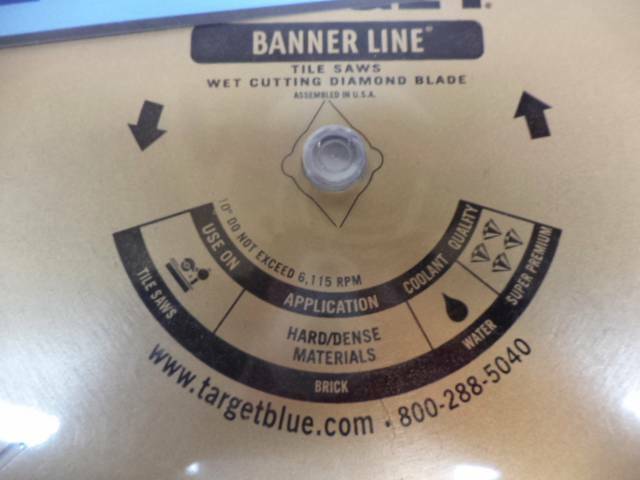 BANNER LINE®
TILE SAWS
WET CUTTING DIAMOND BLADE
ASSEMBLED IN U.S.A.
10" DO NOT EXCEED 6,115 RPM
USE ON
APPLICATION
COOLANT
QUALITY
HARD/DENSE
MATERIALS
TILE SAWS
BRICK
WATER
SUPER PREMIUM
www.targetblue.com · 800-288-5040